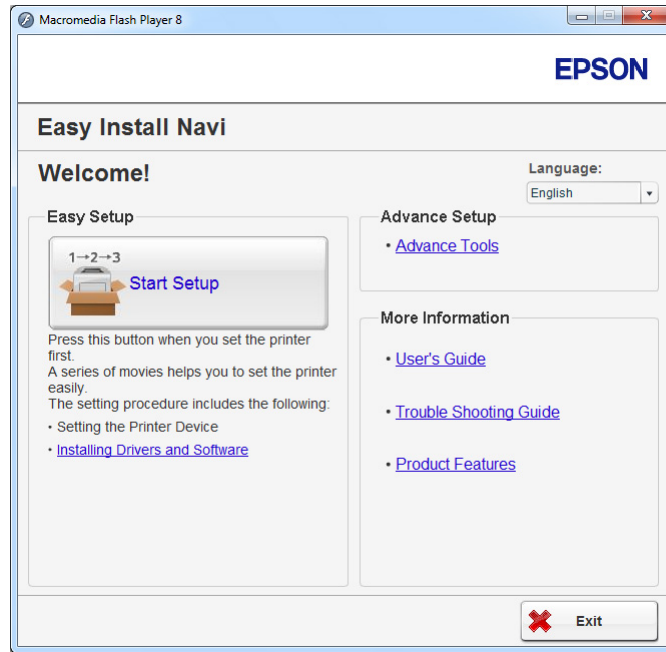 Macromedia Flash Player 8
EPSON
Easy Install Navi
Welcome!
Language:
English
Easy Setup
1→2→3
Start Setup
Press this button when you set the printer
first.
A series of movies helps you to set the printer
easily.
The setting procedure includes the following:
• Setting the Printer Device
• Installing Drivers and Software
Advance Setup
• Advance Tools
More Information
• User's Guide
• Trouble Shooting Guide
• Product Features
Exit